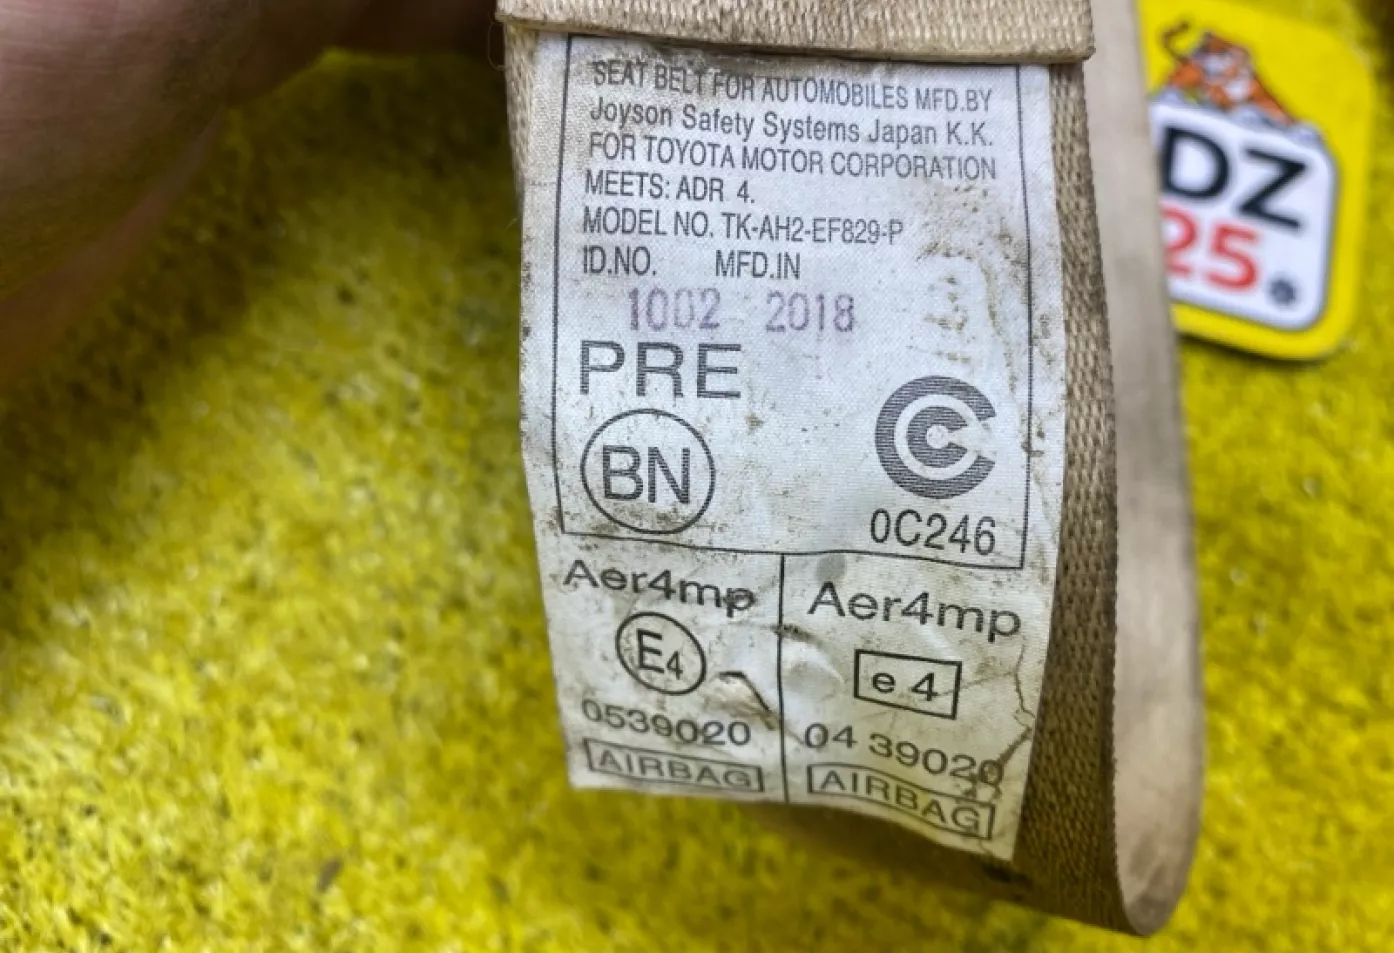 SEAT BELT FOR AUTOMOBILES MFD.BY
Joyson Safety Systems Japan K.K.
FOR TOYOTA MOTOR CORPORATION
MEETS: ADR 4.
MODEL NO. TK-AH2-EF829-P
ID.NO. MFD.IN
1002 2018
PRE
BN
0C246
Aer4mp
E4
0539020
AIRBAG
Aer4mp
e 4
04 39020
AIRBAG
DZ
25